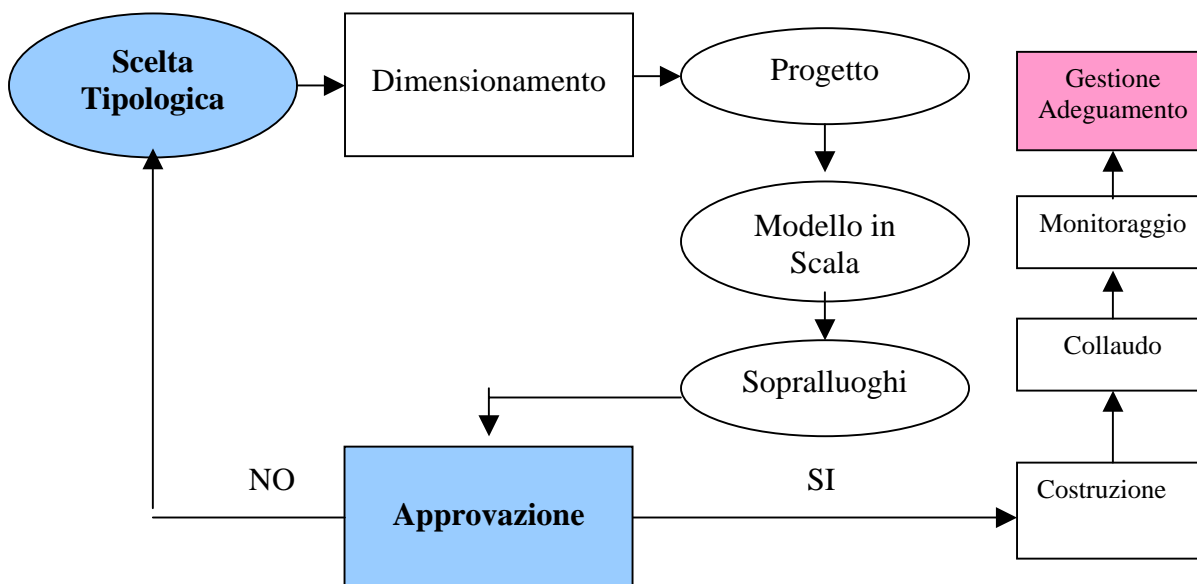 Scelta
Tipologica
Dimensionamento
Progetto
Gestione
Adeguamento
Modello in
Scala
Monitoraggio
Sopralluoghi
Collaudo
NO
Approvazione
SI
Costruzione